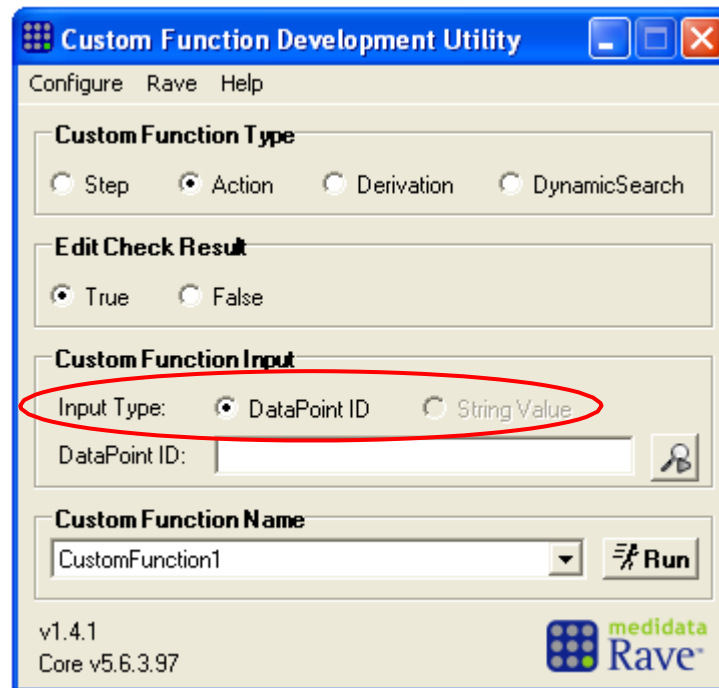 Custom Function Development Utility
Configure Rave Help
Custom Function Type
Step Action Derivation DynamicSearch
Edit Check Result
True False
Custom Function Input
Input Type: DataPoint ID String Value
DataPoint ID:
Custom Function Name
CustomFunction1 Run
v1.4.1
Core v5.6.3.97
medidata
Rave™